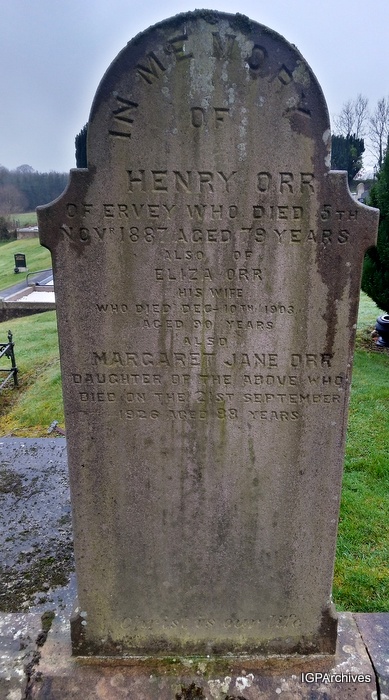 IN MEMORY
OF
HENRY ORR
OF ERVEY WHO DIED 5TH
NOVR 1887 AGED 79 YEARS
ALSO OF
ELIZA ORR
HIS WIFE
WHO DIED DEC. 10TH 1903
AGED 90 YEARS
ALSO
MARGARET JANE ORR
DAUGHTER OF THE ABOVE WHO
DIED ON THE 21ST SEPTEMBER
1926 AGED 88 YEARS
IGPArchives